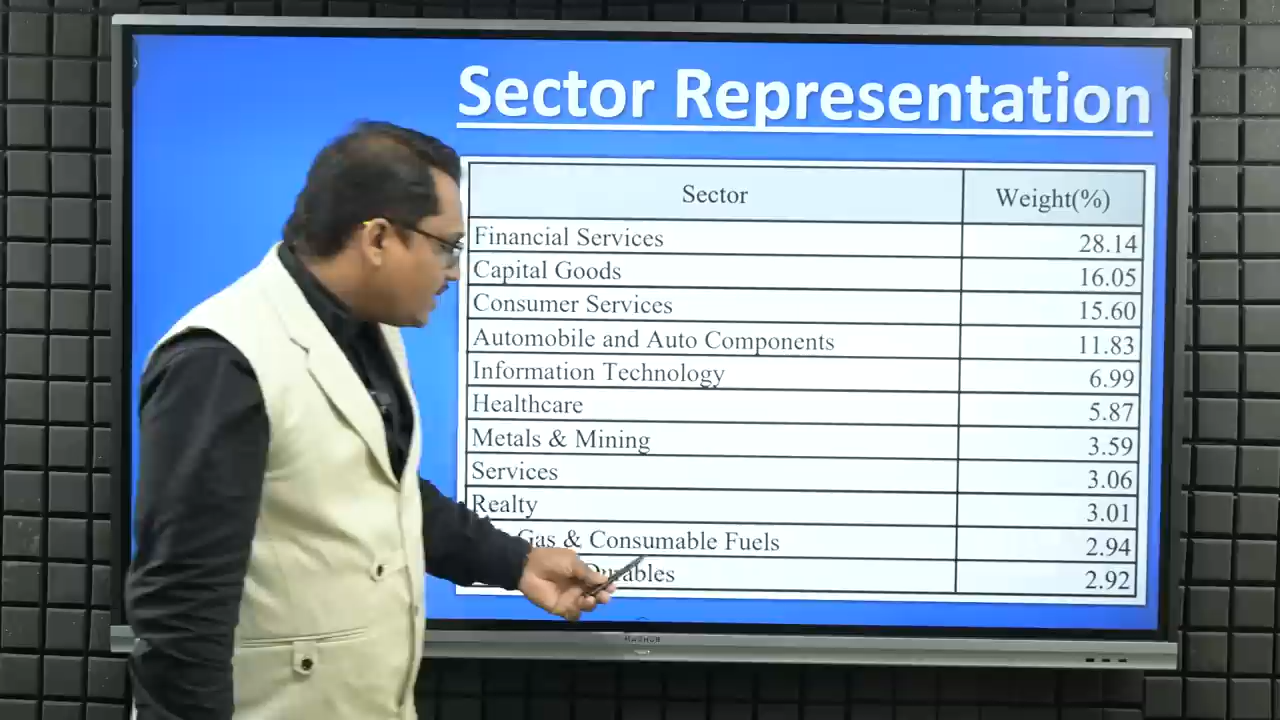 Sector Representation
Sector Weight(%)
Financial Services 28.14
Capital Goods 16.05
Consumer Services 15.60
Automobile and Auto Components 11.83
Information Technology 6.99
Healthcare 5.87
Metals & Mining 3.59
Services 3.06
Realty 3.01
Gas & Consumable Fuels 2.94
Durables 2.92